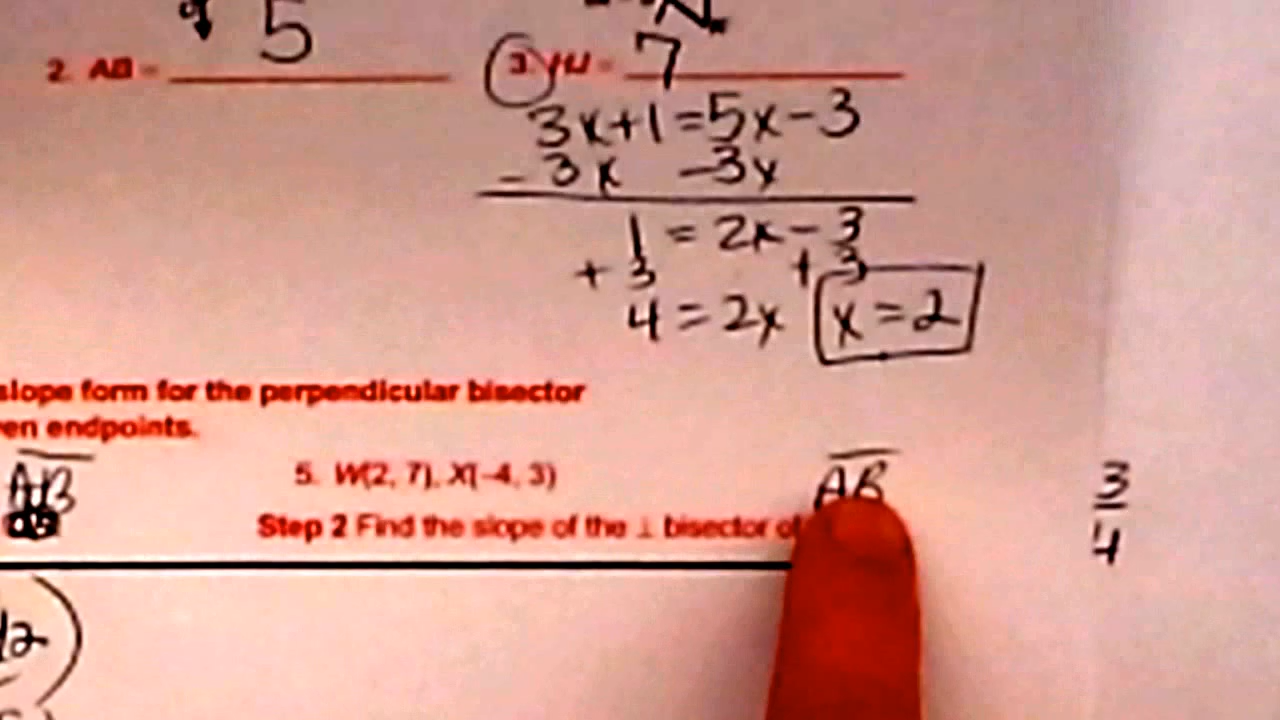 2. AB = 5
3. YU = 7
3x+1=5x-3
-3x -3x
1 = 2x - 3
+3 +3
4 = 2x x = 2
slope form for the perpendicular bisector
en endpoints.
AB 5. W(2, 7), X(-4, 3) AB 3/4
Step 2 Find the slope of the ⊥ bisector of